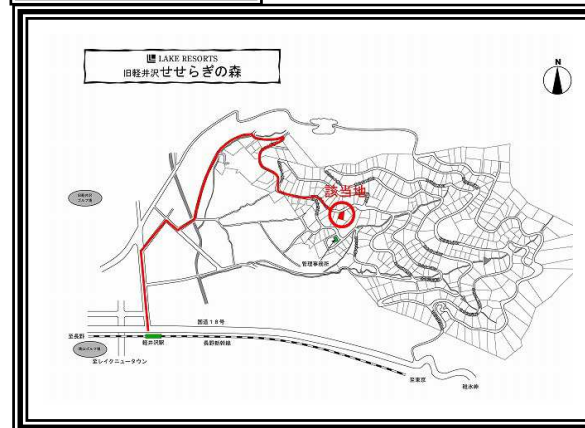 LAKE RESORTS
旧軽井沢せせらぎの森
N
該当地
管理事務所
国道18号
至長野
軽井沢駅
長野新幹線
至レイクニュータウン
至東京
碓氷峠